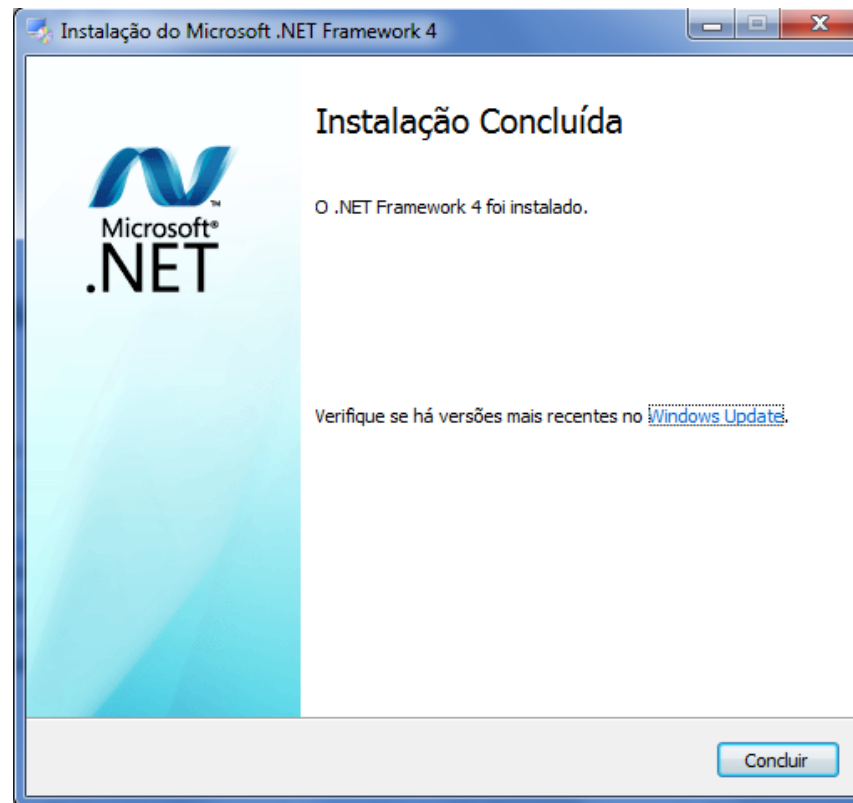 Instalação do Microsoft .NET Framework 4
Instalação Concluída
O .NET Framework 4 foi instalado.
Microsoft®
.NET™
Verifique se há versões mais recentes no Windows Update.
Concluir